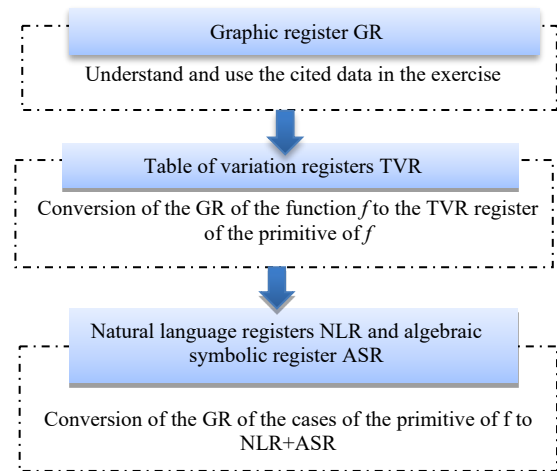 Graphic register GR
Understand and use the cited data in the exercise
Table of variation registers TVR
Conversion of the GR of the function f to the TVR register
of the primitive of f
Natural language registers NLR and algebraic
symbolic register ASR
Conversion of the GR of the cases of the primitive of f to
NLR+ASR